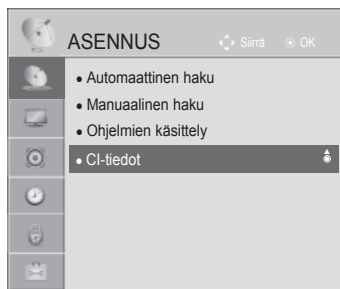 ASENNUS Siirrä OK
Automaattinen haku
Manuaalinen haku
Ohjelmien käsittely
CI-tiedot